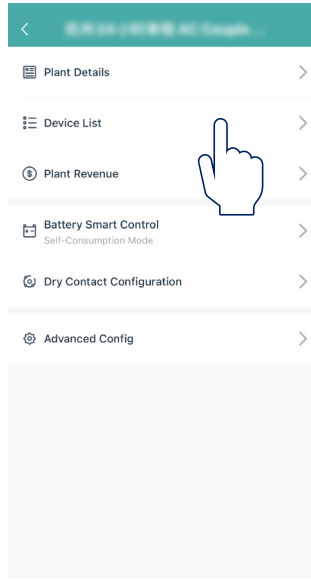 Plant Details
Device List
Plant Revenue
Battery Smart Control
Self-Consumption Mode
Dry Contact Configuration
Advanced Config